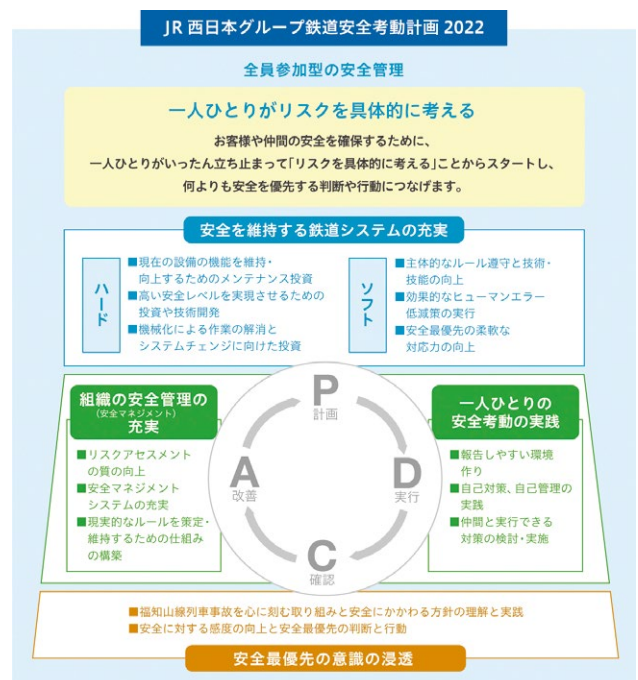 JR 西日本グループ鉄道安全考動計画 2022
全員参加型の安全管理
一人ひとりがリスクを具体的に考える
お客様や仲間の安全を確保するために、
一人ひとりがいったん立ち止まって「リスクを具体的に考える」ことからスタートし、
何よりも安全を優先する判断や行動につなげます。
安全を維持する鉄道システムの充実
ハード
■現在の設備の機能を維持・
向上するためのメンテナンス投資
■高い安全レベルを実現させるための
投資や技術開発
■機械化による作業の解消と
システムチェンジに向けた投資
ソフト
■主体的なルール遵守と技術・
技能の向上
■効果的なヒューマンエラー
低減策の実行
■安全最優先の柔軟な
対応力の向上
組織の安全管理の
(安全マネジメント)
充実
■リスクアセスメント
の質の向上
■安全マネジメント
システムの充実
■現実的なルールを策定・
維持するための仕組み
の構築
P
計画
D
実行
C
確認
A
改善
一人ひとりの
安全考動の実践
■報告しやすい環境
作り
■自己対策、自己管理の
実践
■仲間と実行できる
対策の検討・実施
■福知山線列車事故を心に刻む取り組みと安全にかかわる方針の理解と実践
■安全に対する感度の向上と安全最優先の判断と行動
安全最優先の意識の浸透